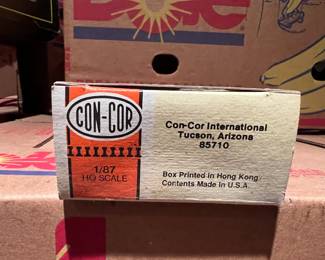 Dole
CON-COR
1/87
HO SCALE
Con-Cor International
Tucson, Arizona
85710
Box Printed in Hong Kong
Contents Made in U.S.A.